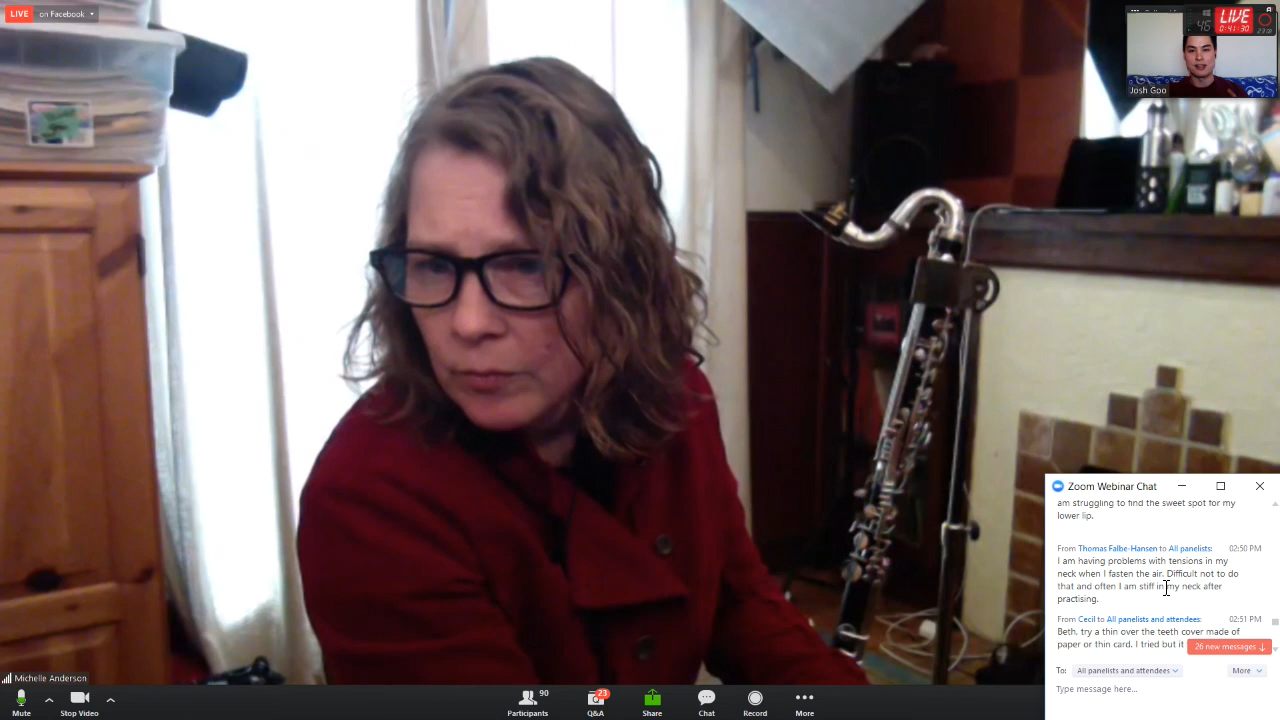 LIVE on Facebook
46 LIVE
0:41:30
Josh Goo
Zoom Webinar Chat
am struggling to find the sweet spot for my
lower lip.
From Thomas Falbe-Hansen to All panelists: 02:50 PM
I am having problems with tensions in my
neck when I fasten the air. Difficult not to do
that and often I am stiff in my neck after
practising.
From Cecil to All panelists and attendees: 02:51 PM
Beth, try a thin over the teeth cover made of
paper or thin card. I tried but it
26 new messages
To: All panelists and attendees More
Type message here...
Michelle Anderson
Mute
Stop Video
90
Participants
23
Q&A
Share
Chat
Record
More